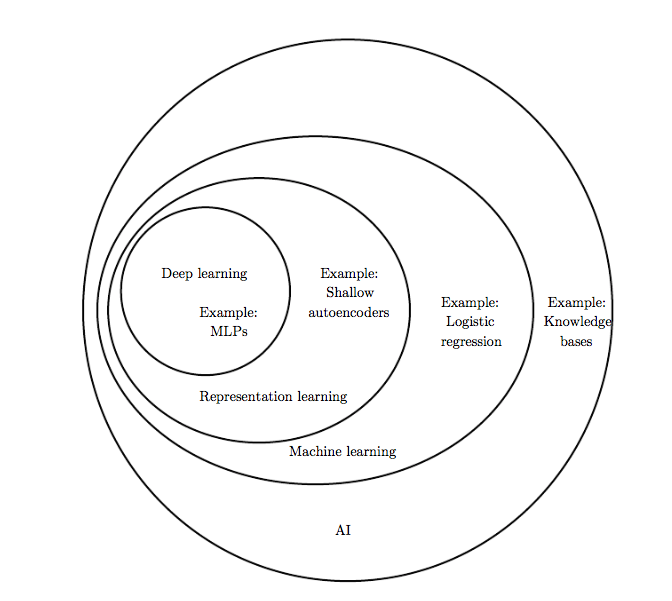 Deep learning
Example:
MLPs
Example:
Shallow
autoencoders
Example:
Logistic
regression
Example:
Knowledge
bases
Representation learning
Machine learning
AI